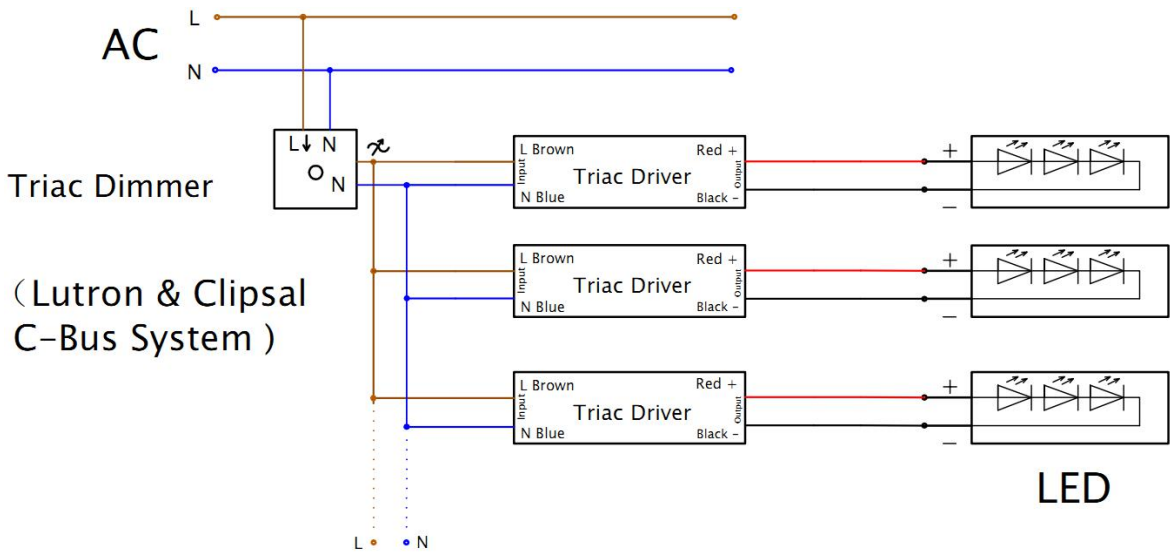 L
AC
N
L N
N
Triac Dimmer
（Lutron & Clipsal
C-Bus System )
L Brown
Input
N Blue
Triac Driver
Red +
Output
Black -
+
−
L Brown
Input
N Blue
Triac Driver
Red +
Output
Black -
+
−
L Brown
Input
N Blue
Triac Driver
Red +
Output
Black -
+
−
LED
L
N